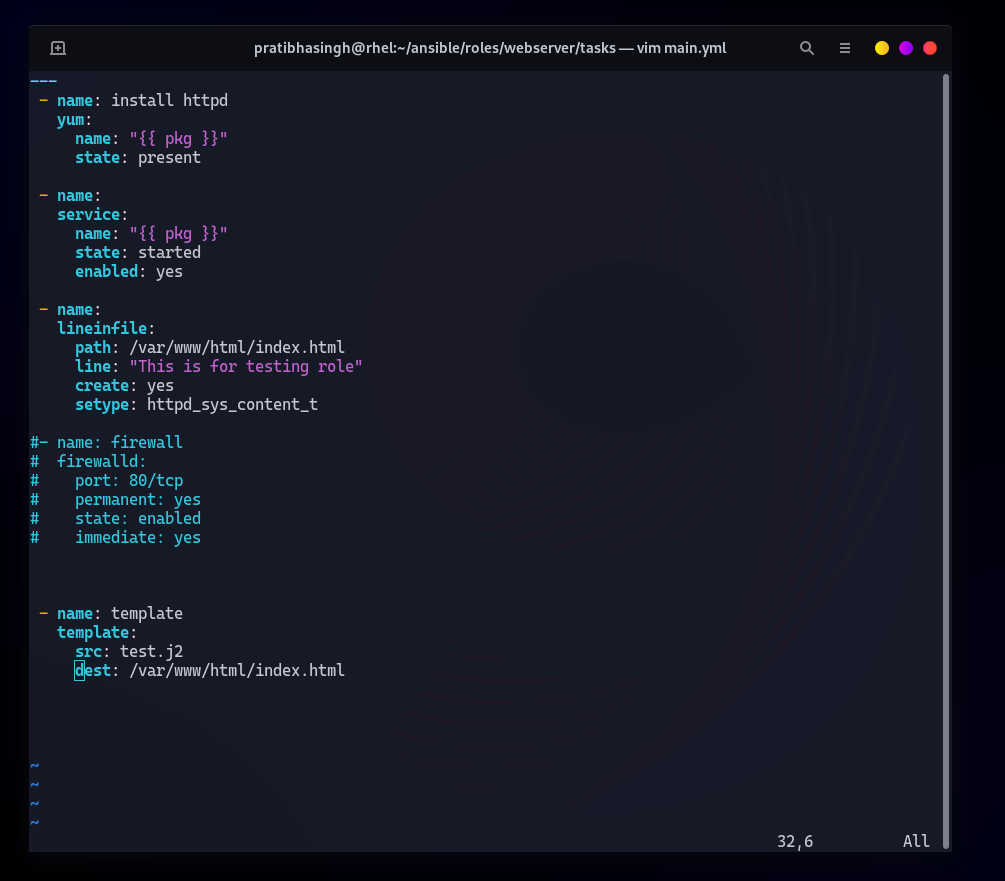 pratibhasingh@rhel:~/ansible/roles/webserver/tasks — vim main.yml
---
 - name: install httpd
   yum:
     name: "{{ pkg }}"
     state: present

 - name:
   service:
     name: "{{ pkg }}"
     state: started
     enabled: yes

 - name:
   lineinfile:
     path: /var/www/html/index.html
     line: "This is for testing role"
     create: yes
     setype: httpd_sys_content_t

#- name: firewall
#  firewalld:
#    port: 80/tcp
#    permanent: yes
#    state: enabled
#    immediate: yes

 - name: template
   template:
     src: test.j2
     dest: /var/www/html/index.html

~
~
~
~
32,6 All